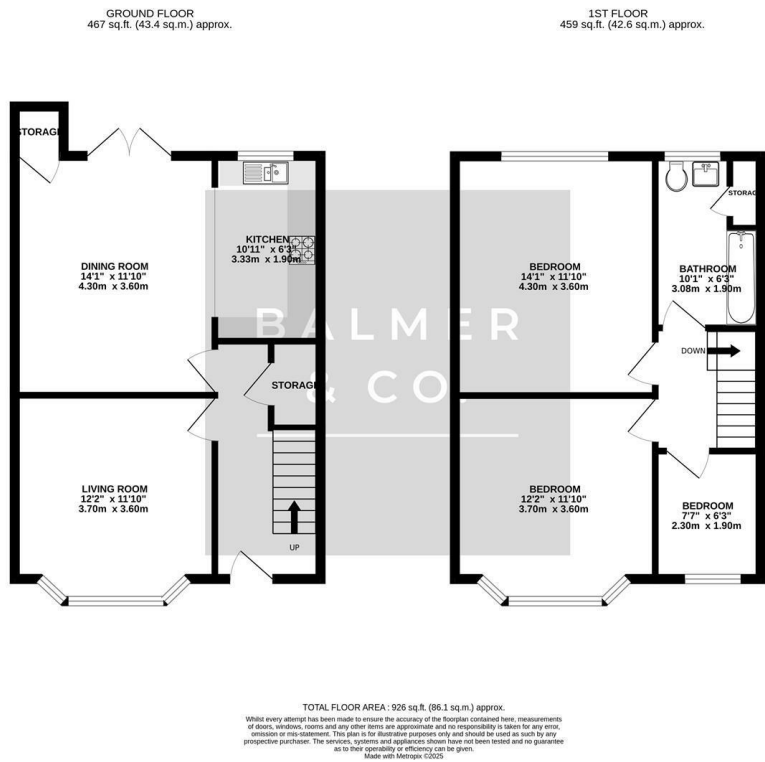 GROUND FLOOR
467 sq.ft. (43.4 sq.m.) approx.
1ST FLOOR
459 sq.ft. (42.6 sq.m.) approx.
STORAGE
DINING ROOM
14'1" x 11'10"
4.30m x 3.60m
KITCHEN
10'11" x 6'3"
3.33m x 1.90m
STORAGE
LIVING ROOM
12'2" x 11'10"
3.70m x 3.60m
UP
BALMER
& CO.
BEDROOM
14'1" x 11'10"
4.30m x 3.60m
STORAG
BATHROOM
10'1" x 6'3"
3.08m x 1.90m
DOWN
BEDROOM
12'2" x 11'10"
3.70m x 3.60m
BEDROOM
7'7" x 6'3"
2.30m x 1.90m
TOTAL FLOOR AREA : 926 sq.ft. (86.1 sq.m.) approx.
Whilst every attempt has been made to ensure the accuracy of the floorplan contained here, measurements
of doors, windows, rooms and any other items are approximate and no responsibility is taken for any error,
omission or mis-statement. This plan is for illustrative purposes only and should be used as such by any
prospective purchaser. The services, systems and appliances shown have not been tested and no guarantee
as to their operability or efficiency can be given.
Made with Metropix ©2025